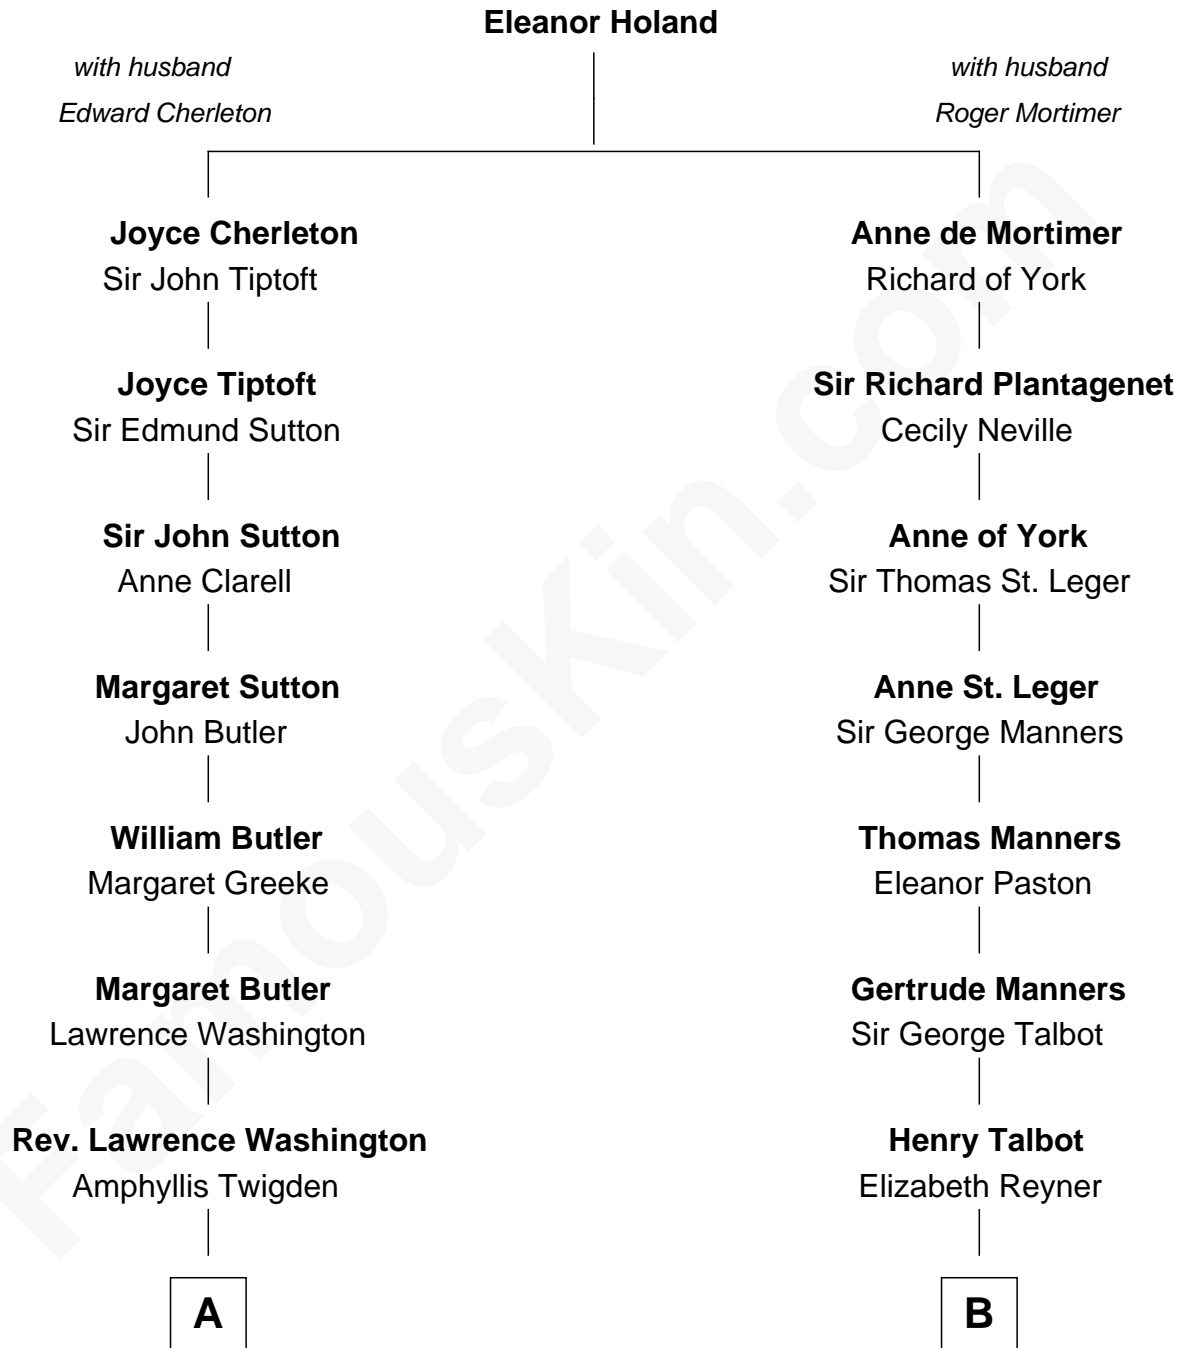 Eleanor Holand
with husband
Edward Cherleton
with husband
Roger Mortimer
Joyce Cherleton
Sir John Tiptoft
Anne de Mortimer
Richard of York
Joyce Tiptoft
Sir Edmund Sutton
Sir Richard Plantagenet
Cecily Neville
Sir John Sutton
Anne Clarell
Anne of York
Sir Thomas St. Leger
Margaret Sutton
John Butler
Anne St. Leger
Sir George Manners
William Butler
Margaret Greeke
Thomas Manners
Eleanor Paston
Margaret Butler
Lawrence Washington
Gertrude Manners
Sir George Talbot
Rev. Lawrence Washington
Amphyllis Twigden
Henry Talbot
Elizabeth Reyner
A
B
FamousKin.com